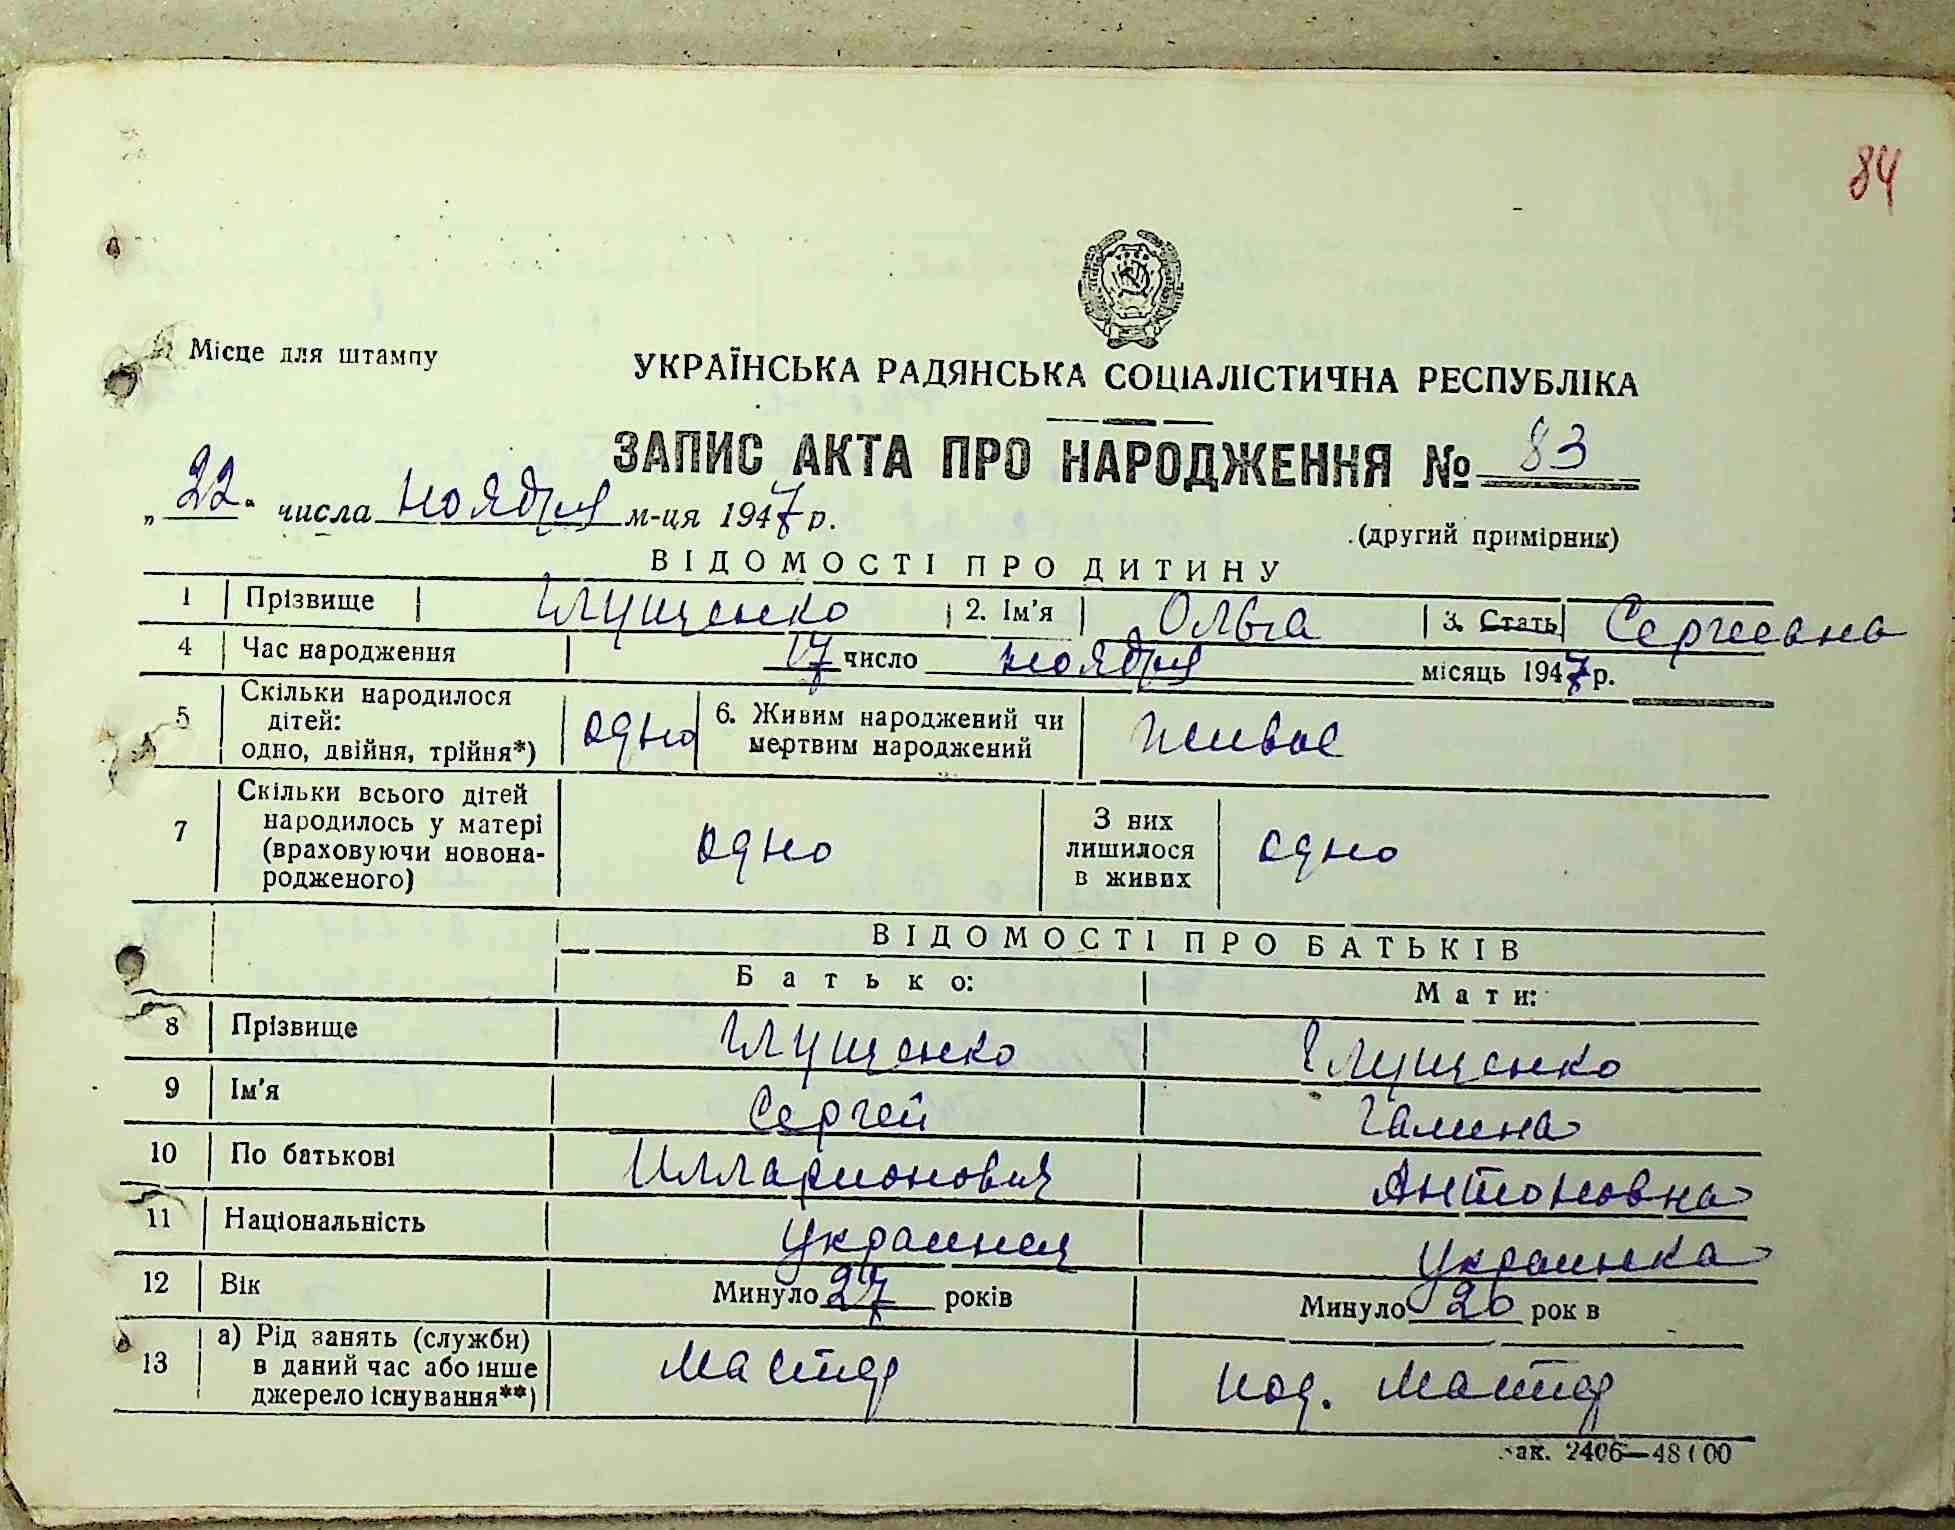 84
Місце для штампу
УКРАЇНСЬКА РАДЯНСЬКА СОЦІАЛІСТИЧНА РЕСПУБЛІКА
ЗАПИС АКТА ПРО НАРОДЖЕННЯ № 83
„22“ числа ноября м-ця 1947 р.
(другий примірник)
ВІДОМОСТІ ПРО ДИТИНУ
1 Прізвище Глущенко 2. Ім'я Ольга 3. Стать Сергеевна
4 Час народження 17 число ноября місяць 1947 р.
5 Скільки народилося дітей: одно, двійня, трійня*) одно 6. Живим народжений чи мертвим народжений живое
7 Скільки всього дітей народилось у матері (враховуючи новонародженого) одно З них лишилося в живих одно
ВІДОМОСТІ ПРО БАТЬКІВ
Батько: Мати:
8 Прізвище Глущенко Глущенко
9 Ім'я Сергей Галина
10 По батькові Илларионович Антоновна
11 Національність украинец украинка
12 Вік Минуло 27 років Минуло 20 рок в
13 а) Рід занять (служби) в даний час або інше джерело існування**) мастер под. мастер
ак. 2406—48